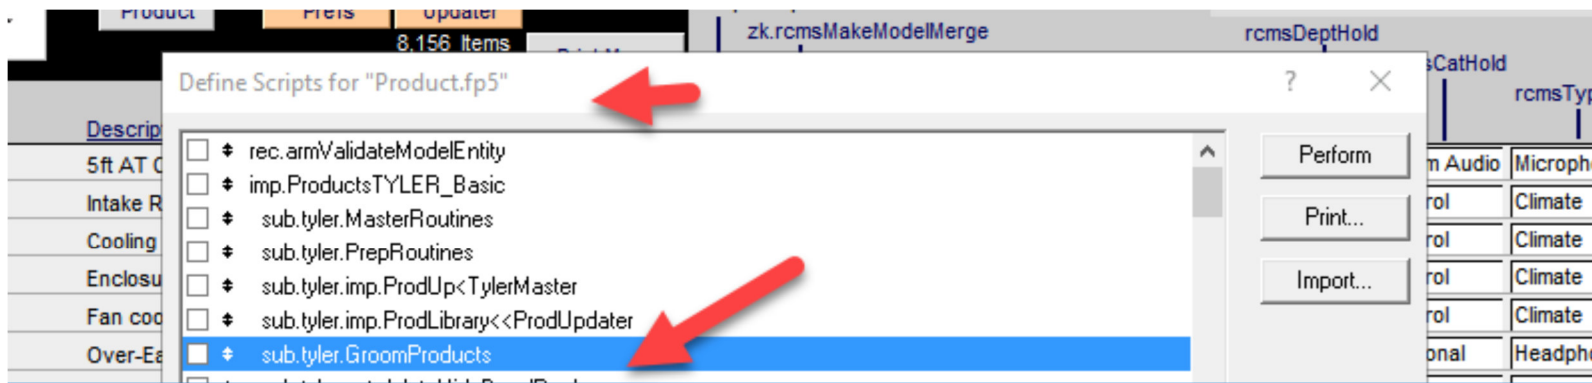 Product Prefs Updater
8,156 Items
zk.rcmsMakeModelMerge
rcmsDeptHold
sCatHold
rcmsTyp
Define Scripts for "Product.fp5"
?
Descrip
5ft AT C
Intake R
Cooling
Enclosu
Fan coo
Over-Ea
rec.armValidateModelEntity
imp.ProductsTYLER_Basic
sub.tyler.MasterRoutines
sub.tyler.PrepRoutines
sub.tyler.imp.ProdUp<TylerMaster
sub.tyler.imp.ProdLibrary<<ProdUpdater
sub.tyler.GroomProducts
Perform
Print...
Import...
m Audio Microph
rol Climate
rol Climate
rol Climate
rol Climate
onal Headph